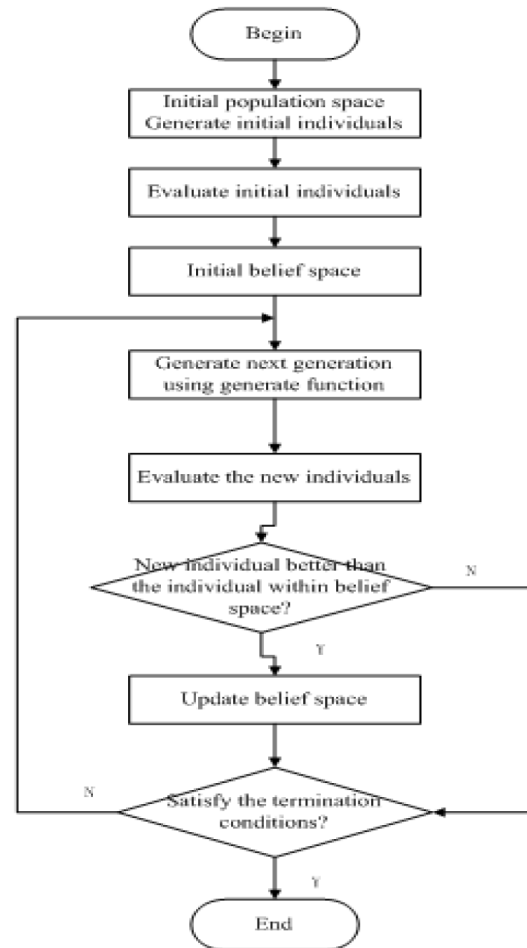 Begin
Initial population space
Generate initial individuals
Evaluate initial individuals
Initial belief space
Generate next generation
using generate function
Evaluate the new individuals
New individual better than
the individual within belief
space?
N
Y
Update belief space
N
Satisfy the termination
conditions?
Y
End